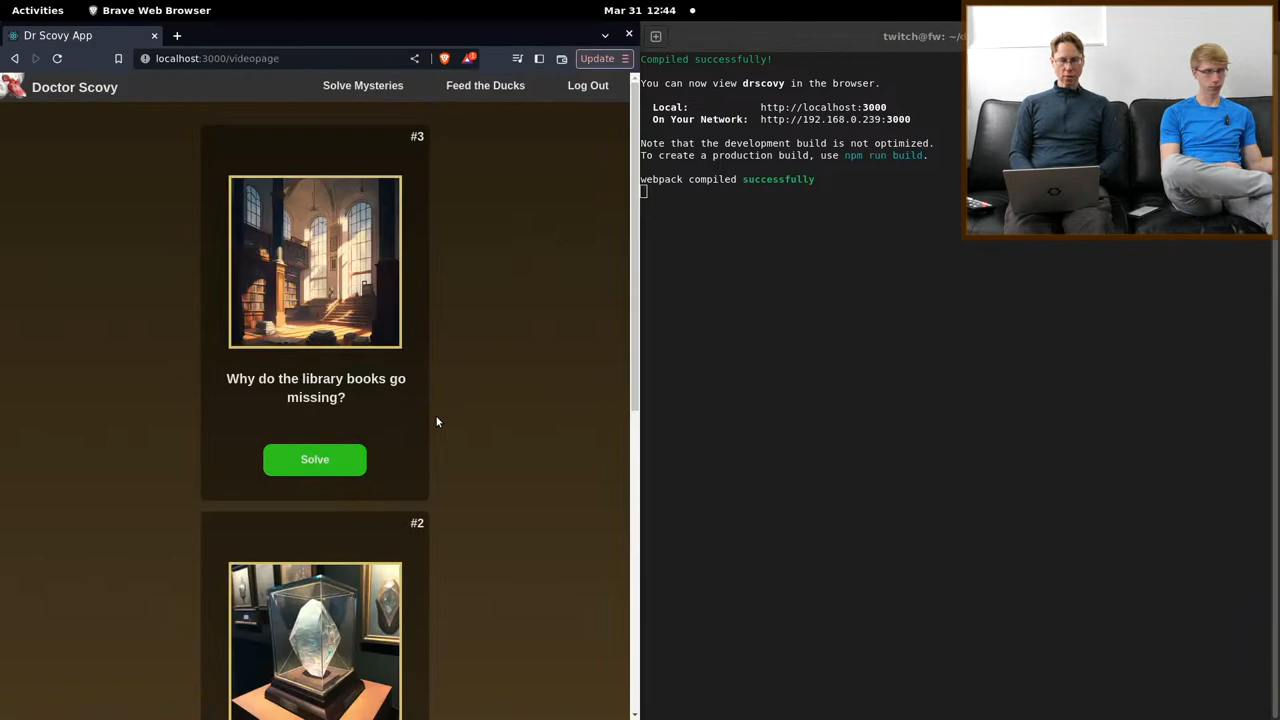 Activities
Brave Web Browser
Mar 31 12:44
Dr Scovy App
localhost:3000/videopage
Update
Doctor Scovy
Solve Mysteries
Feed the Ducks
Log Out
#3
Why do the library books go
missing?
Solve
#2
twitch@fw: ~/d
Compiled successfully!
You can now view drscovy in the browser.
Local: http://localhost:3000
On Your Network: http://192.168.0.239:3000
Note that the development build is not optimized.
To create a production build, use npm run build.
webpack compiled successfully